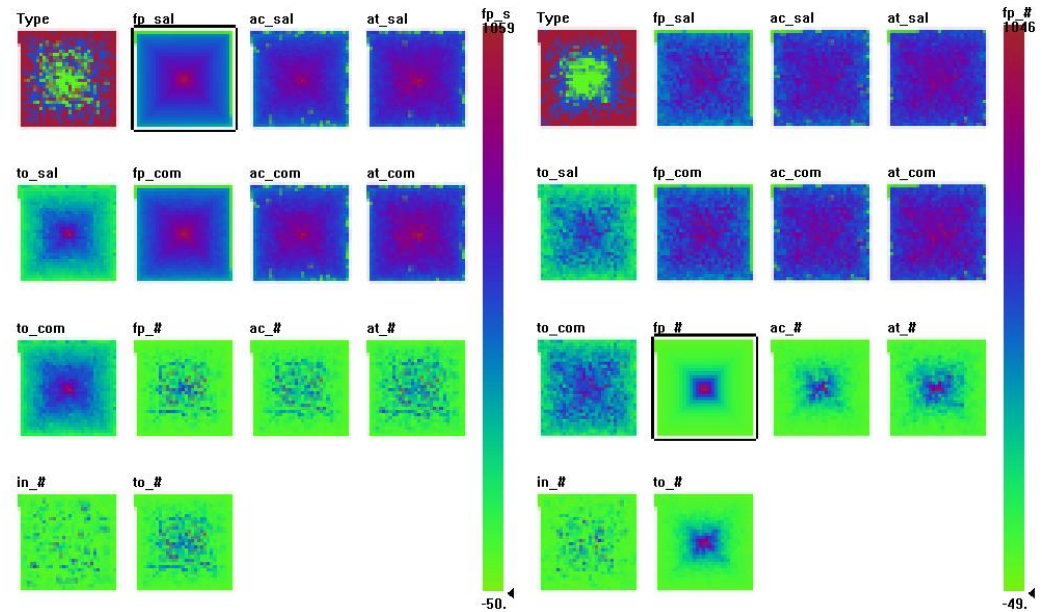 Type fp_sal ac_sal at_sal fp_s
1059
to_sal fp_com ac_com at_com
to_com fp_# ac_# at_#
in_# to_#
-50.
Type fp_sal ac_sal at_sal fp_#
1046
to_sal fp_com ac_com at_com
to_com fp_# ac_# at_#
in_# to_#
-49.